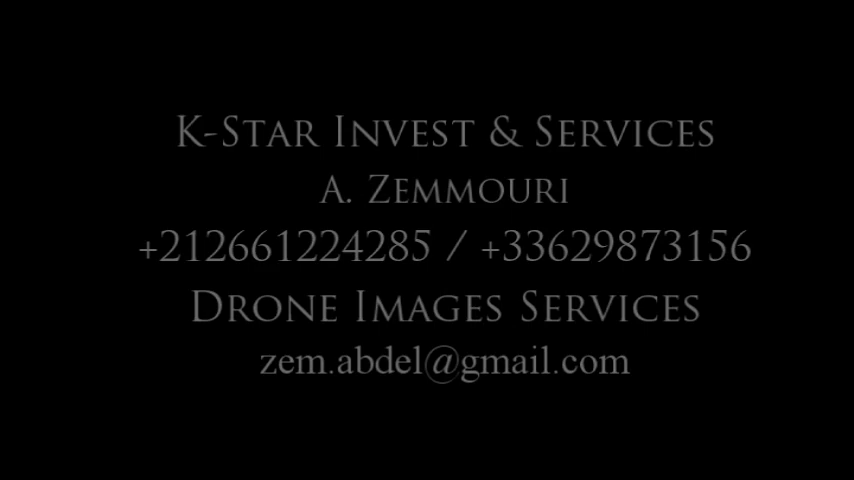 K-Star Invest & Services
A. Zemmouri
+212661224285 / +33629873156
Drone Images Services
zem.abdel@gmail.com